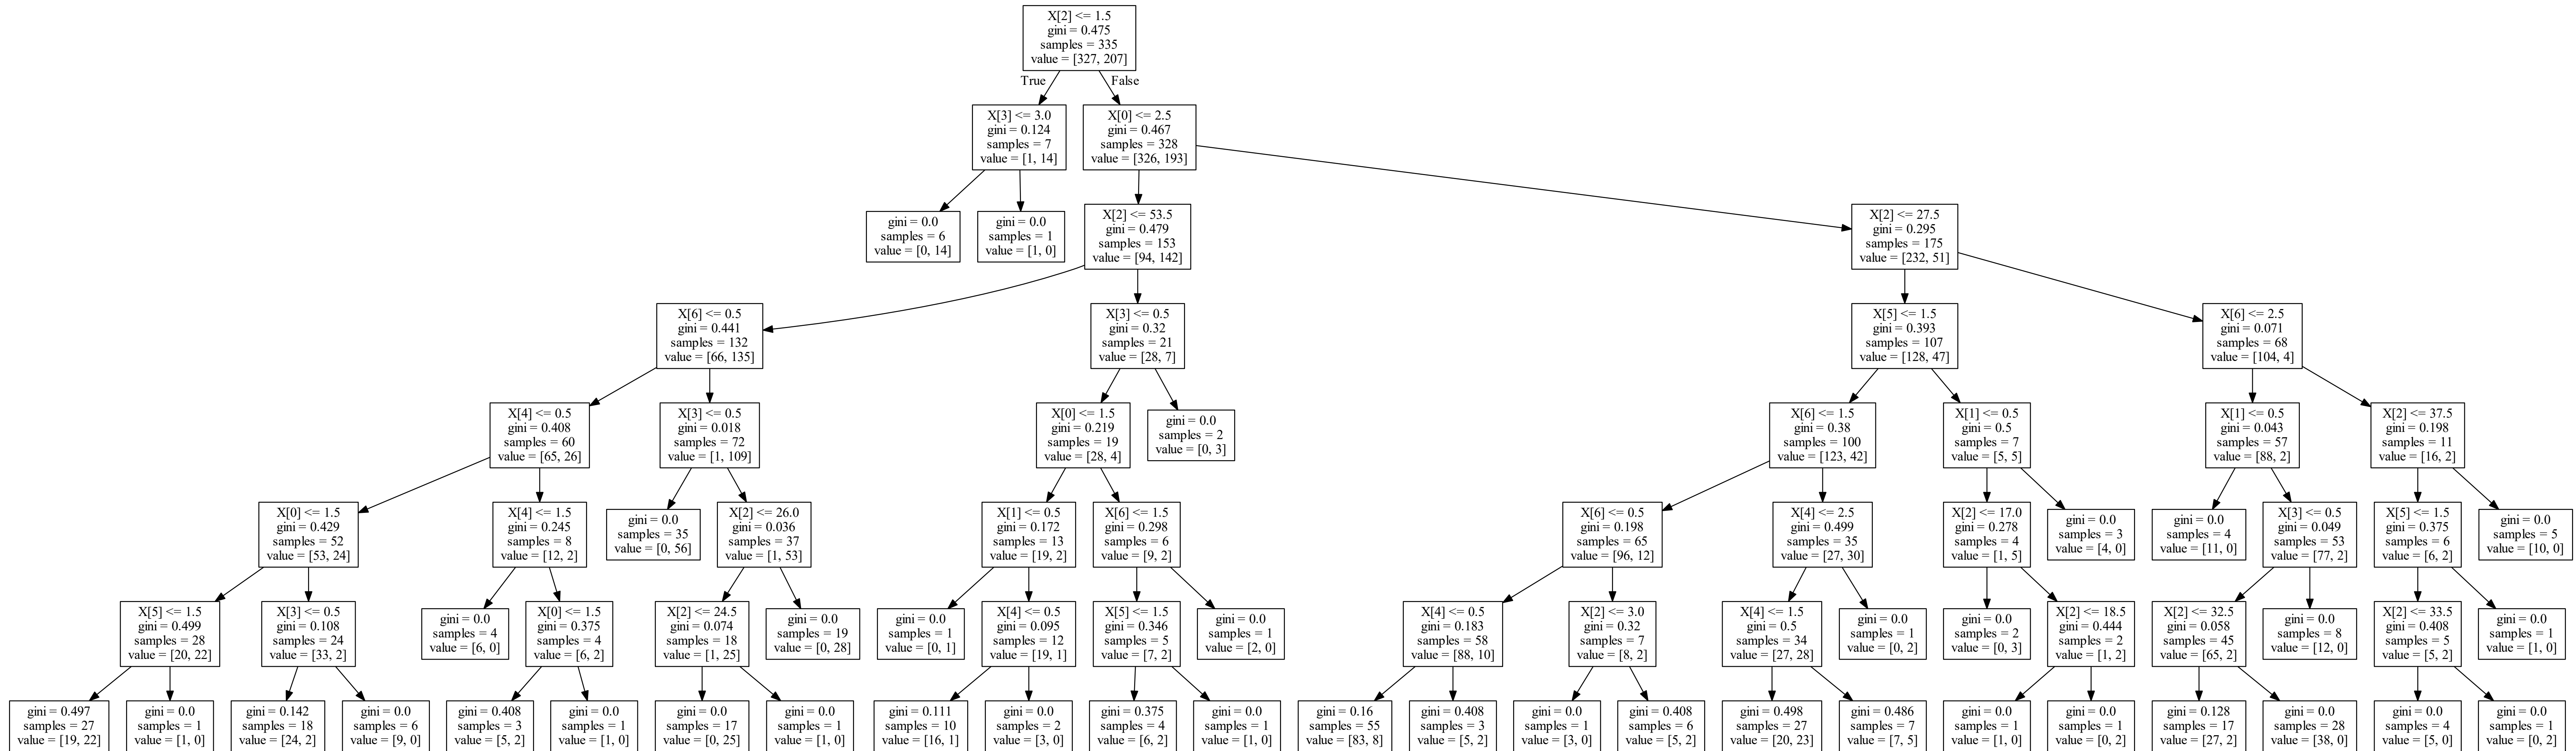 X[2] <= 1.5
gini = 0.475
samples = 335
value = [327, 207]
True
False
X[3] <= 3.0
gini = 0.124
samples = 7
value = [1, 14]
X[0] <= 2.5
gini = 0.467
samples = 328
value = [326, 193]
gini = 0.0
samples = 6
value = [0, 14]
gini = 0.0
samples = 1
value = [1, 0]
X[2] <= 53.5
gini = 0.479
samples = 153
value = [94, 142]
X[2] <= 27.5
gini = 0.295
samples = 175
value = [232, 51]
X[6] <= 0.5
gini = 0.441
samples = 132
value = [66, 135]
X[3] <= 0.5
gini = 0.32
samples = 21
value = [28, 7]
X[5] <= 1.5
gini = 0.393
samples = 107
value = [128, 47]
X[6] <= 2.5
gini = 0.071
samples = 68
value = [104, 4]
X[4] <= 0.5
gini = 0.408
samples = 60
value = [65, 26]
X[3] <= 0.5
gini = 0.018
samples = 72
value = [1, 109]
X[0] <= 1.5
gini = 0.219
samples = 19
value = [28, 4]
gini = 0.0
samples = 2
value = [0, 3]
X[6] <= 1.5
gini = 0.38
samples = 100
value = [123, 42]
X[1] <= 0.5
gini = 0.5
samples = 7
value = [5, 5]
X[1] <= 0.5
gini = 0.043
samples = 57
value = [88, 2]
X[2] <= 37.5
gini = 0.198
samples = 11
value = [16, 2]
X[0] <= 1.5
gini = 0.429
samples = 52
value = [53, 24]
X[4] <= 1.5
gini = 0.245
samples = 8
value = [12, 2]
gini = 0.0
samples = 35
value = [0, 56]
X[2] <= 26.0
gini = 0.036
samples = 37
value = [1, 53]
X[1] <= 0.5
gini = 0.172
samples = 13
value = [19, 2]
X[6] <= 1.5
gini = 0.298
samples = 6
value = [9, 2]
X[6] <= 0.5
gini = 0.198
samples = 65
value = [96, 12]
X[4] <= 2.5
gini = 0.499
samples = 35
value = [27, 30]
X[2] <= 17.0
gini = 0.278
samples = 4
value = [1, 5]
gini = 0.0
samples = 3
value = [4, 0]
gini = 0.0
samples = 4
value = [11, 0]
X[3] <= 0.5
gini = 0.049
samples = 53
value = [77, 2]
X[5] <= 1.5
gini = 0.375
samples = 6
value = [6, 2]
gini = 0.0
samples = 5
value = [10, 0]
X[5] <= 1.5
gini = 0.499
samples = 28
value = [20, 22]
X[3] <= 0.5
gini = 0.108
samples = 24
value = [33, 2]
gini = 0.0
samples = 4
value = [6, 0]
X[0] <= 1.5
gini = 0.375
samples = 4
value = [6, 2]
X[2] <= 24.5
gini = 0.074
samples = 18
value = [1, 25]
gini = 0.0
samples = 19
value = [0, 28]
gini = 0.0
samples = 1
value = [0, 1]
X[4] <= 0.5
gini = 0.095
samples = 12
value = [19, 1]
X[5] <= 1.5
gini = 0.346
samples = 5
value = [7, 2]
gini = 0.0
samples = 1
value = [2, 0]
X[4] <= 0.5
gini = 0.183
samples = 58
value = [88, 10]
X[2] <= 3.0
gini = 0.32
samples = 7
value = [8, 2]
X[4] <= 1.5
gini = 0.5
samples = 34
value = [27, 28]
gini = 0.0
samples = 1
value = [0, 2]
gini = 0.0
samples = 2
value = [0, 3]
X[2] <= 18.5
gini = 0.444
samples = 2
value = [1, 2]
X[2] <= 32.5
gini = 0.058
samples = 45
value = [65, 2]
gini = 0.0
samples = 8
value = [12, 0]
X[2] <= 33.5
gini = 0.408
samples = 5
value = [5, 2]
gini = 0.0
samples = 1
value = [1, 0]
gini = 0.497
samples = 27
value = [19, 22]
gini = 0.0
samples = 1
value = [1, 0]
gini = 0.142
samples = 18
value = [24, 2]
gini = 0.0
samples = 6
value = [9, 0]
gini = 0.408
samples = 3
value = [5, 2]
gini = 0.0
samples = 1
value = [1, 0]
gini = 0.0
samples = 17
value = [0, 25]
gini = 0.0
samples = 1
value = [1, 0]
gini = 0.111
samples = 10
value = [16, 1]
gini = 0.0
samples = 2
value = [3, 0]
gini = 0.375
samples = 4
value = [6, 2]
gini = 0.0
samples = 1
value = [1, 0]
gini = 0.16
samples = 55
value = [83, 8]
gini = 0.408
samples = 3
value = [5, 2]
gini = 0.0
samples = 1
value = [3, 0]
gini = 0.408
samples = 6
value = [5, 2]
gini = 0.498
samples = 27
value = [20, 23]
gini = 0.486
samples = 7
value = [7, 5]
gini = 0.0
samples = 1
value = [1, 0]
gini = 0.0
samples = 1
value = [0, 2]
gini = 0.128
samples = 17
value = [27, 2]
gini = 0.0
samples = 28
value = [38, 0]
gini = 0.0
samples = 4
value = [5, 0]
gini = 0.0
samples = 1
value = [0, 2]